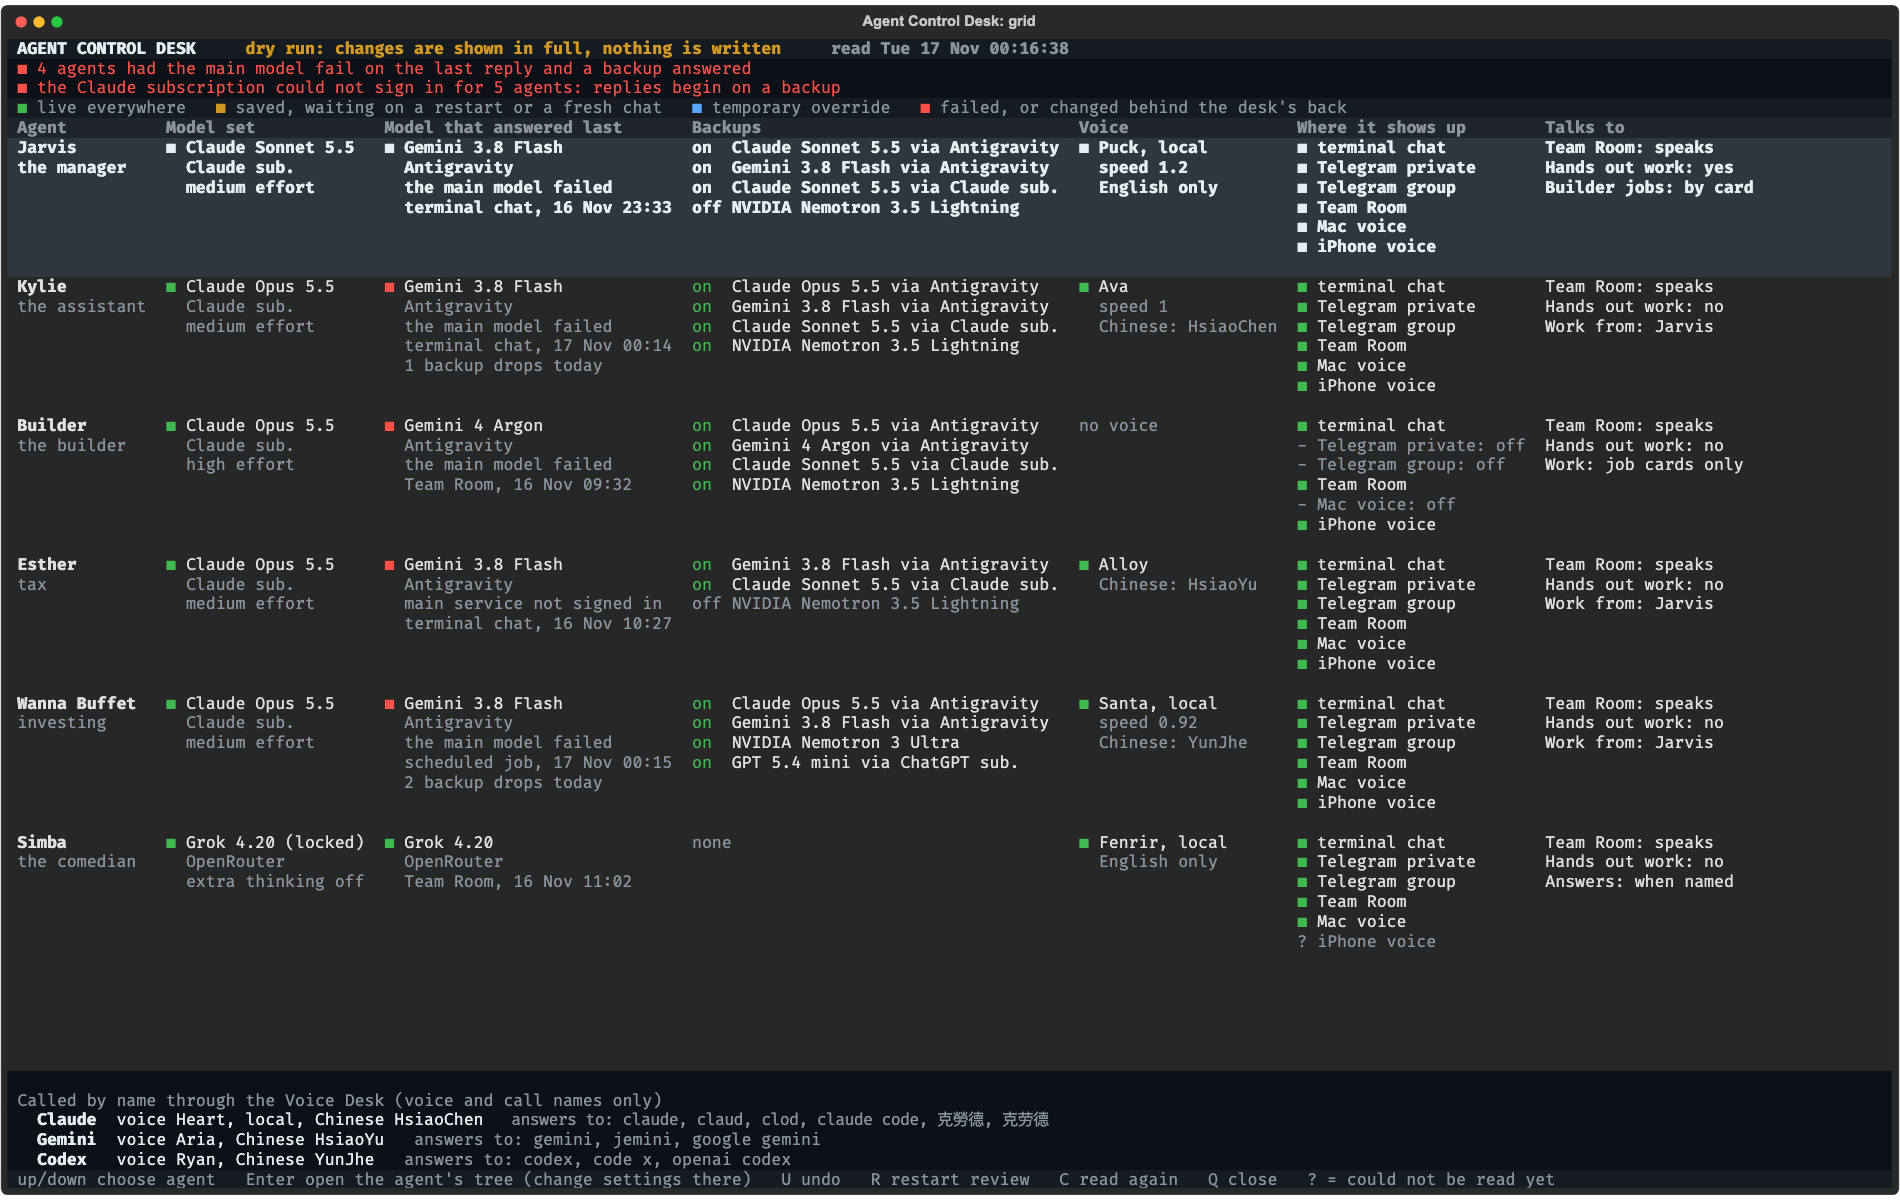 Agent Control Desk: grid
AGENT CONTROL DESK dry run: changes are shown in full, nothing is written read Tue 17 Nov 00:16:38
4 agents had the main model fail on the last reply and a backup answered
the Claude subscription could not sign in for 5 agents: replies begin on a backup
live everywhere saved, waiting on a restart or a fresh chat temporary override failed, or changed behind the desk's back
Agent Model set Model that answered last Backups Voice Where it shows up Talks to
Jarvis Claude Sonnet 5.5 Gemini 3.8 Flash on Claude Sonnet 5.5 via Antigravity Puck, local terminal chat Team Room: speaks
the manager Claude sub. Antigravity on Gemini 3.8 Flash via Antigravity speed 1.2 Telegram private Hands out work: yes
medium effort the main model failed on Claude Sonnet 5.5 via Claude sub. English only Telegram group Builder jobs: by card
terminal chat, 16 Nov 23:33 off NVIDIA Nemotron 3.5 Lightning Team Room
Mac voice
iPhone voice
Kylie Claude Opus 5.5 Gemini 3.8 Flash on Claude Opus 5.5 via Antigravity Ava terminal chat Team Room: speaks
the assistant Claude sub. Antigravity on Gemini 3.8 Flash via Antigravity speed 1 Telegram private Hands out work: no
medium effort the main model failed on Claude Sonnet 5.5 via Claude sub. Chinese: HsiaoChen Telegram group Work from: Jarvis
terminal chat, 17 Nov 00:14 on NVIDIA Nemotron 3.5 Lightning Team Room
1 backup drops today Mac voice
iPhone voice
Builder Claude Opus 5.5 Gemini 4 Argon on Claude Opus 5.5 via Antigravity no voice terminal chat Team Room: speaks
the builder Claude sub. Antigravity on Gemini 4 Argon via Antigravity - Telegram private: off Hands out work: no
high effort the main model failed on Claude Sonnet 5.5 via Claude sub. - Telegram group: off Work: job cards only
Team Room, 16 Nov 09:32 on NVIDIA Nemotron 3.5 Lightning Team Room
- Mac voice: off
iPhone voice
Esther Claude Opus 5.5 Gemini 3.8 Flash on Gemini 3.8 Flash via Antigravity Alloy terminal chat Team Room: speaks
tax Claude sub. Antigravity on Claude Sonnet 5.5 via Claude sub. Chinese: HsiaoYu Telegram private Hands out work: no
medium effort main service not signed in off NVIDIA Nemotron 3.5 Lightning Telegram group Work from: Jarvis
terminal chat, 16 Nov 10:27 Team Room
Mac voice
iPhone voice
Wanna Buffet Claude Opus 5.5 Gemini 3.8 Flash on Claude Opus 5.5 via Antigravity Santa, local terminal chat Team Room: speaks
investing Claude sub. Antigravity on Gemini 3.8 Flash via Antigravity speed 0.92 Telegram private Hands out work: no
medium effort the main model failed on NVIDIA Nemotron 3 Ultra Chinese: YunJhe Telegram group Work from: Jarvis
scheduled job, 17 Nov 00:15 on GPT 5.4 mini via ChatGPT sub. Team Room
2 backup drops today Mac voice
iPhone voice
Simba Grok 4.20 (locked) Grok 4.20 none Fenrir, local terminal chat Team Room: speaks
the comedian OpenRouter OpenRouter English only Telegram private Hands out work: no
extra thinking off Team Room, 16 Nov 11:02 Telegram group Answers: when named
Team Room
Mac voice
? iPhone voice
Called by name through the Voice Desk (voice and call names only)
Claude voice Heart, local, Chinese HsiaoChen answers to: claude, claud, clod, claude code, 克勞德, 克劳德
Gemini voice Aria, Chinese HsiaoYu answers to: gemini, jemini, google gemini
Codex voice Ryan, Chinese YunJhe answers to: codex, code x, openai codex
up/down choose agent Enter open the agent's tree (change settings there) U undo R restart review C read again Q close ? = could not be read yet